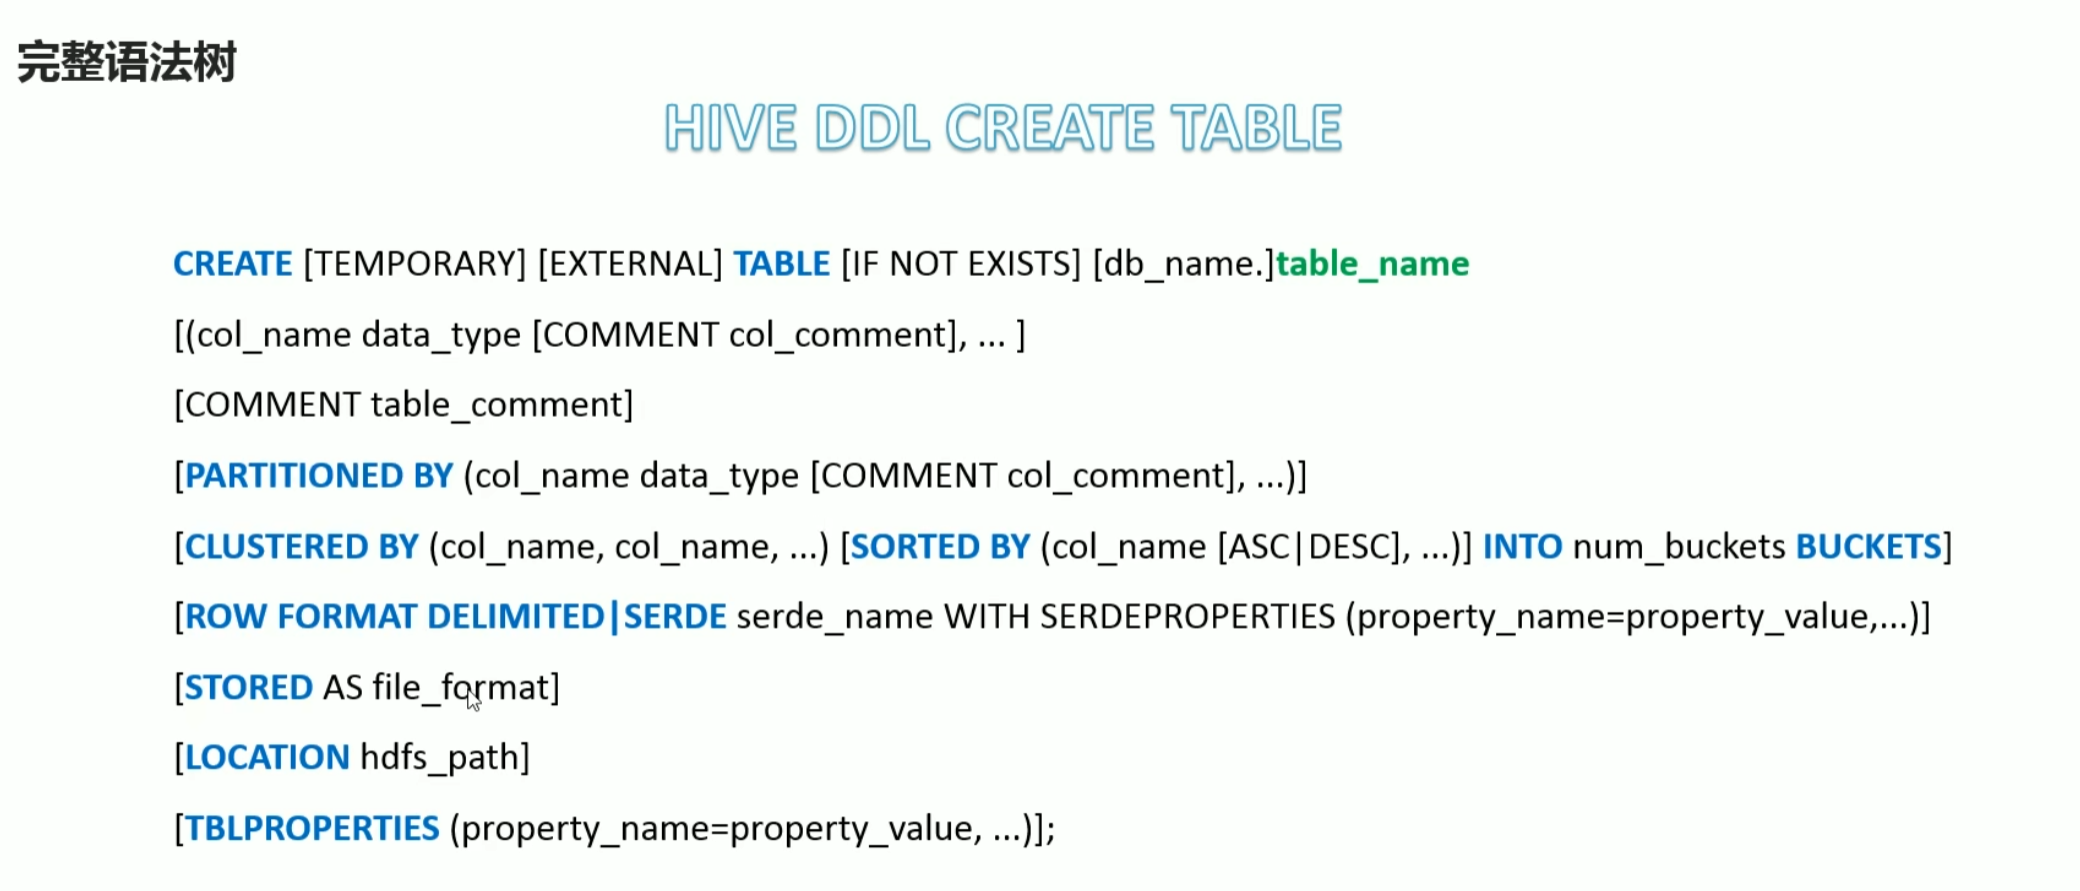 完整语法树
HIVE DDL CREATE TABLE
CREATE [TEMPORARY] [EXTERNAL] TABLE [IF NOT EXISTS] [db_name.]table_name
[(col_name data_type [COMMENT col_comment], ... ]
[COMMENT table_comment]
[PARTITIONED BY (col_name data_type [COMMENT col_comment], ...)]
[CLUSTERED BY (col_name, col_name, ...) [SORTED BY (col_name [ASC|DESC], ...)] INTO num_buckets BUCKETS]
[ROW FORMAT DELIMITED|SERDE serde_name WITH SERDEPROPERTIES (property_name=property_value,...)]
[STORED AS file_format]
[LOCATION hdfs_path]
[TBLPROPERTIES (property_name=property_value, ...)];